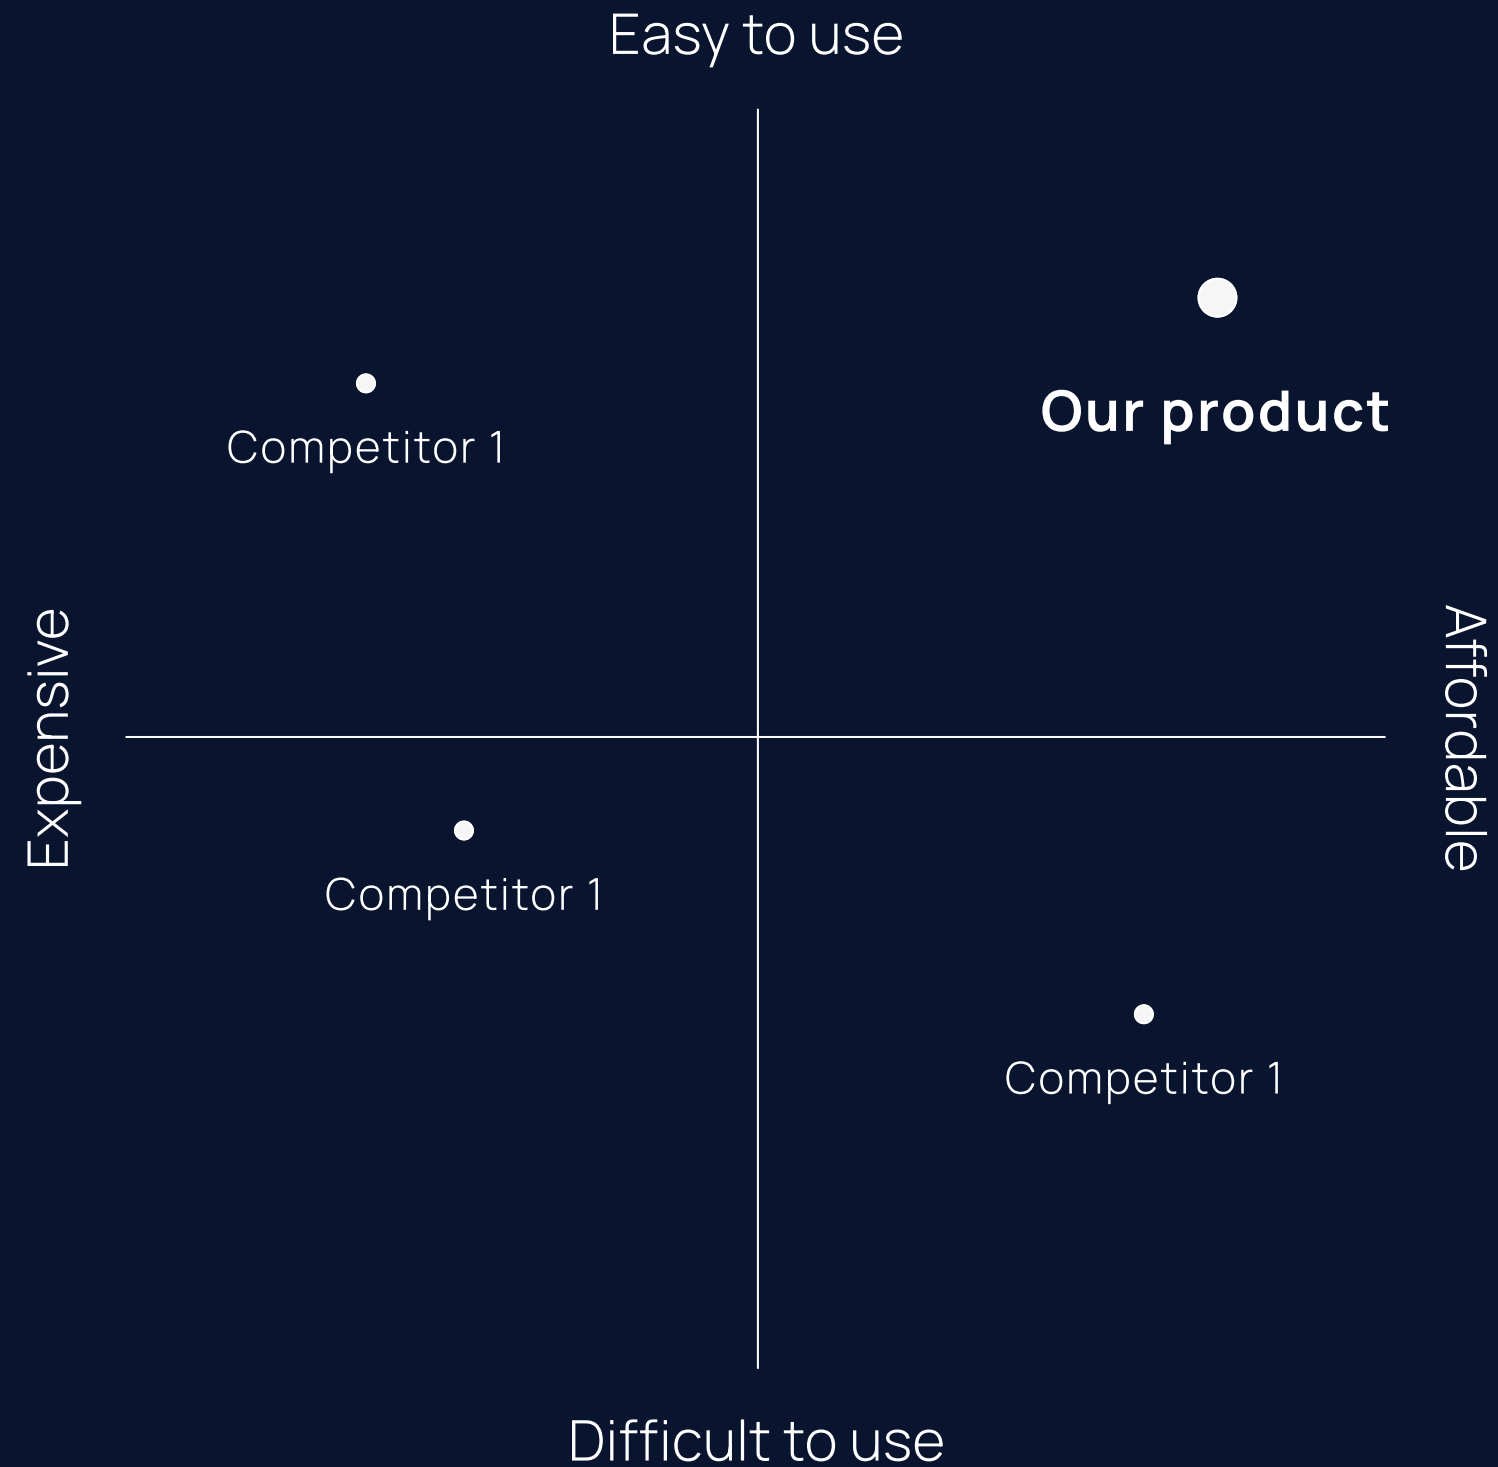 Easy to use
Our product
Competitor 1
Expensive
Affordable
Competitor 1
Competitor 1
Difficult to use